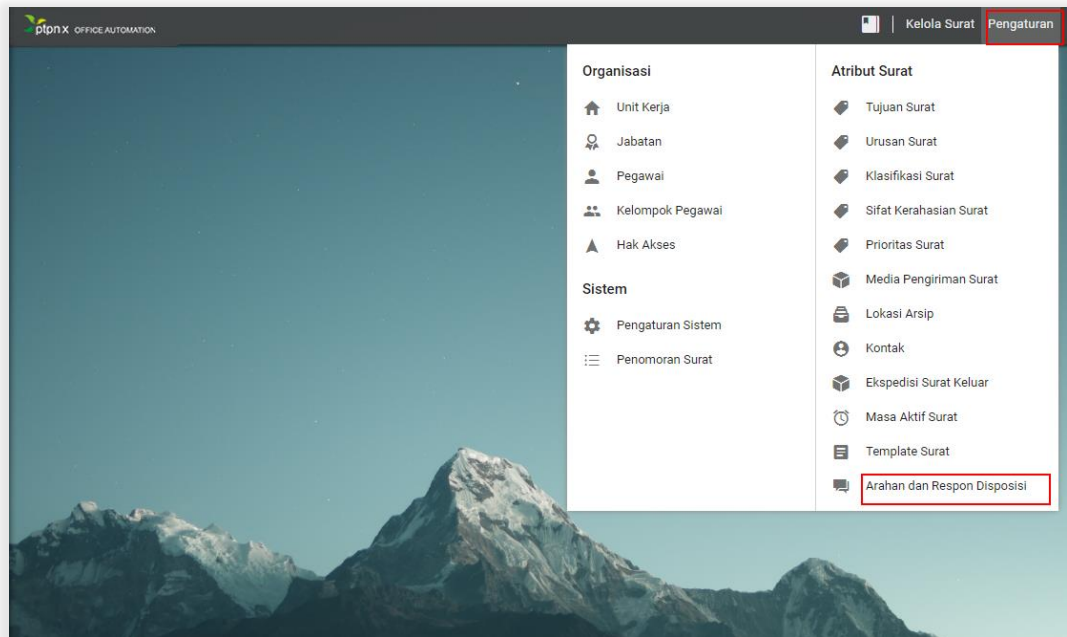 ptpn x OFFICE AUTOMATION
Kelola Surat
Pengaturan
Organisasi
Unit Kerja
Jabatan
Pegawai
Kelompok Pegawai
Hak Akses
Sistem
Pengaturan Sistem
Penomoran Surat
Atribut Surat
Tujuan Surat
Urusan Surat
Klasifikasi Surat
Sifat Kerahasian Surat
Prioritas Surat
Media Pengiriman Surat
Lokasi Arsip
Kontak
Ekspedisi Surat Keluar
Masa Aktif Surat
Template Surat
Arahan dan Respon Disposisi